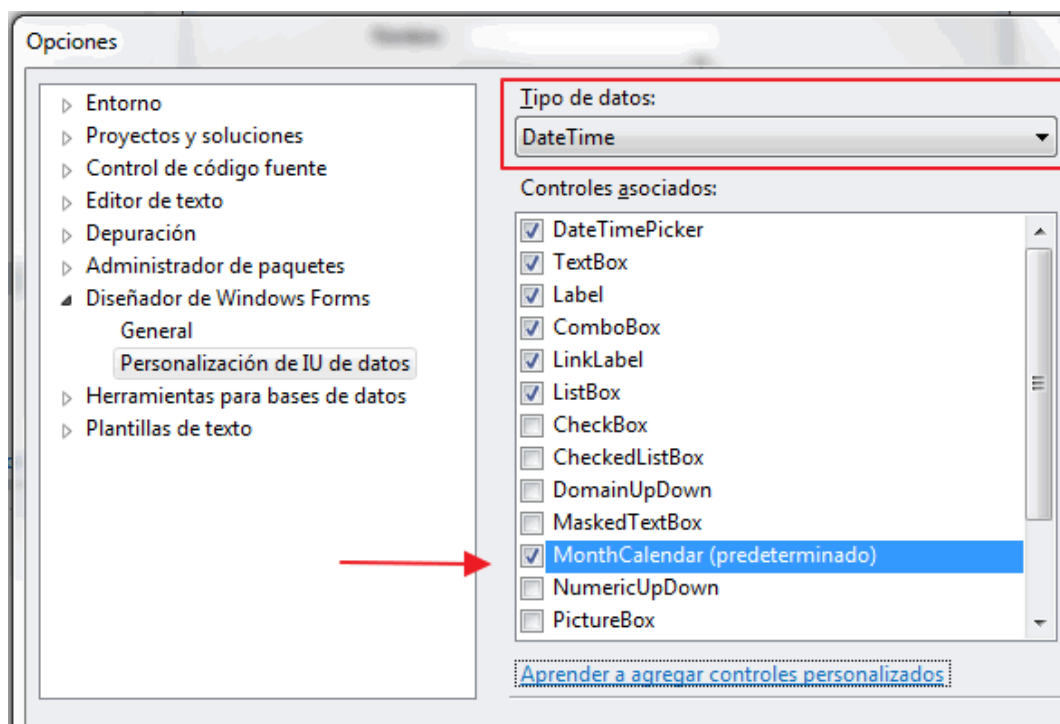 Opciones
Entorno
Proyectos y soluciones
Control de código fuente
Editor de texto
Depuración
Administrador de paquetes
Diseñador de Windows Forms
General
Personalización de IU de datos
Herramientas para bases de datos
Plantillas de texto
Tipo de datos:
DateTime
Controles asociados:
DateTimePicker
TextBox
Label
ComboBox
LinkLabel
ListBox
CheckBox
CheckedListBox
DomainUpDown
MaskedTextBox
MonthCalendar (predeterminado)
NumericUpDown
PictureBox
Aprender a agregar controles personalizados